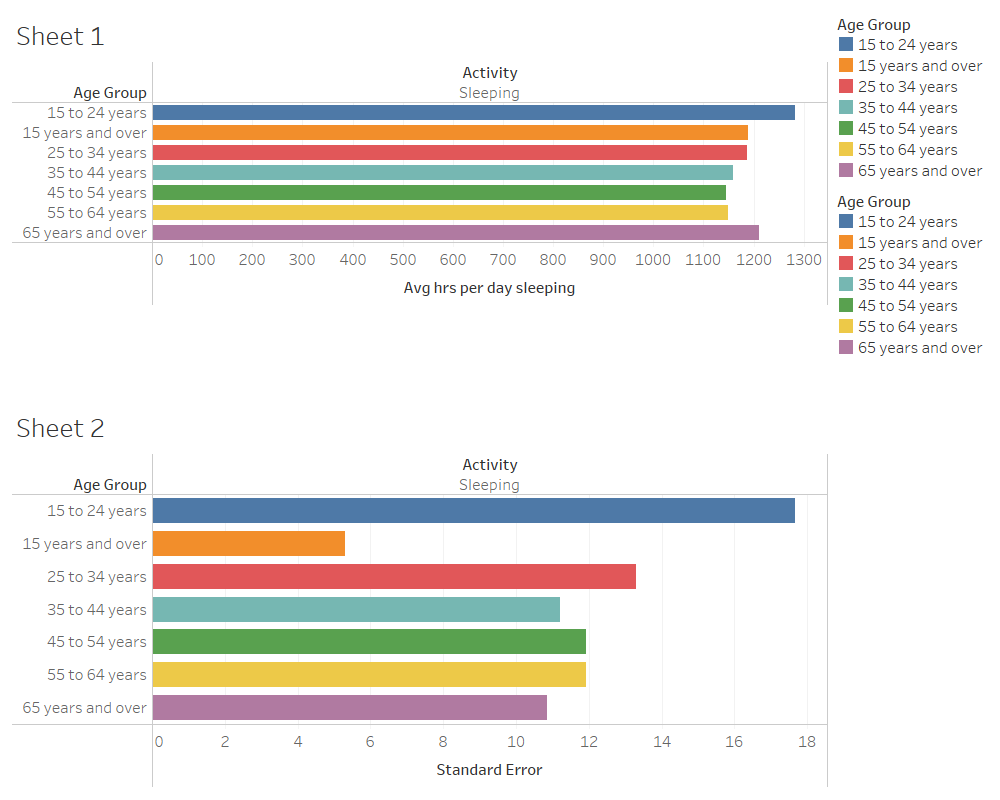 Sheet 1
Activity
Age Group Sleeping
15 to 24 years
15 years and over
25 to 34 years
35 to 44 years
45 to 54 years
55 to 64 years
65 years and over
0 100 200 300 400 500 600 700 800 900 1000 1100 1200 1300
Avg hrs per day sleeping
Age Group
15 to 24 years
15 years and over
25 to 34 years
35 to 44 years
45 to 54 years
55 to 64 years
65 years and over
Age Group
15 to 24 years
15 years and over
25 to 34 years
35 to 44 years
45 to 54 years
55 to 64 years
65 years and over
Sheet 2
Activity
Age Group Sleeping
15 to 24 years
15 years and over
25 to 34 years
35 to 44 years
45 to 54 years
55 to 64 years
65 years and over
0 2 4 6 8 10 12 14 16 18
Standard Error